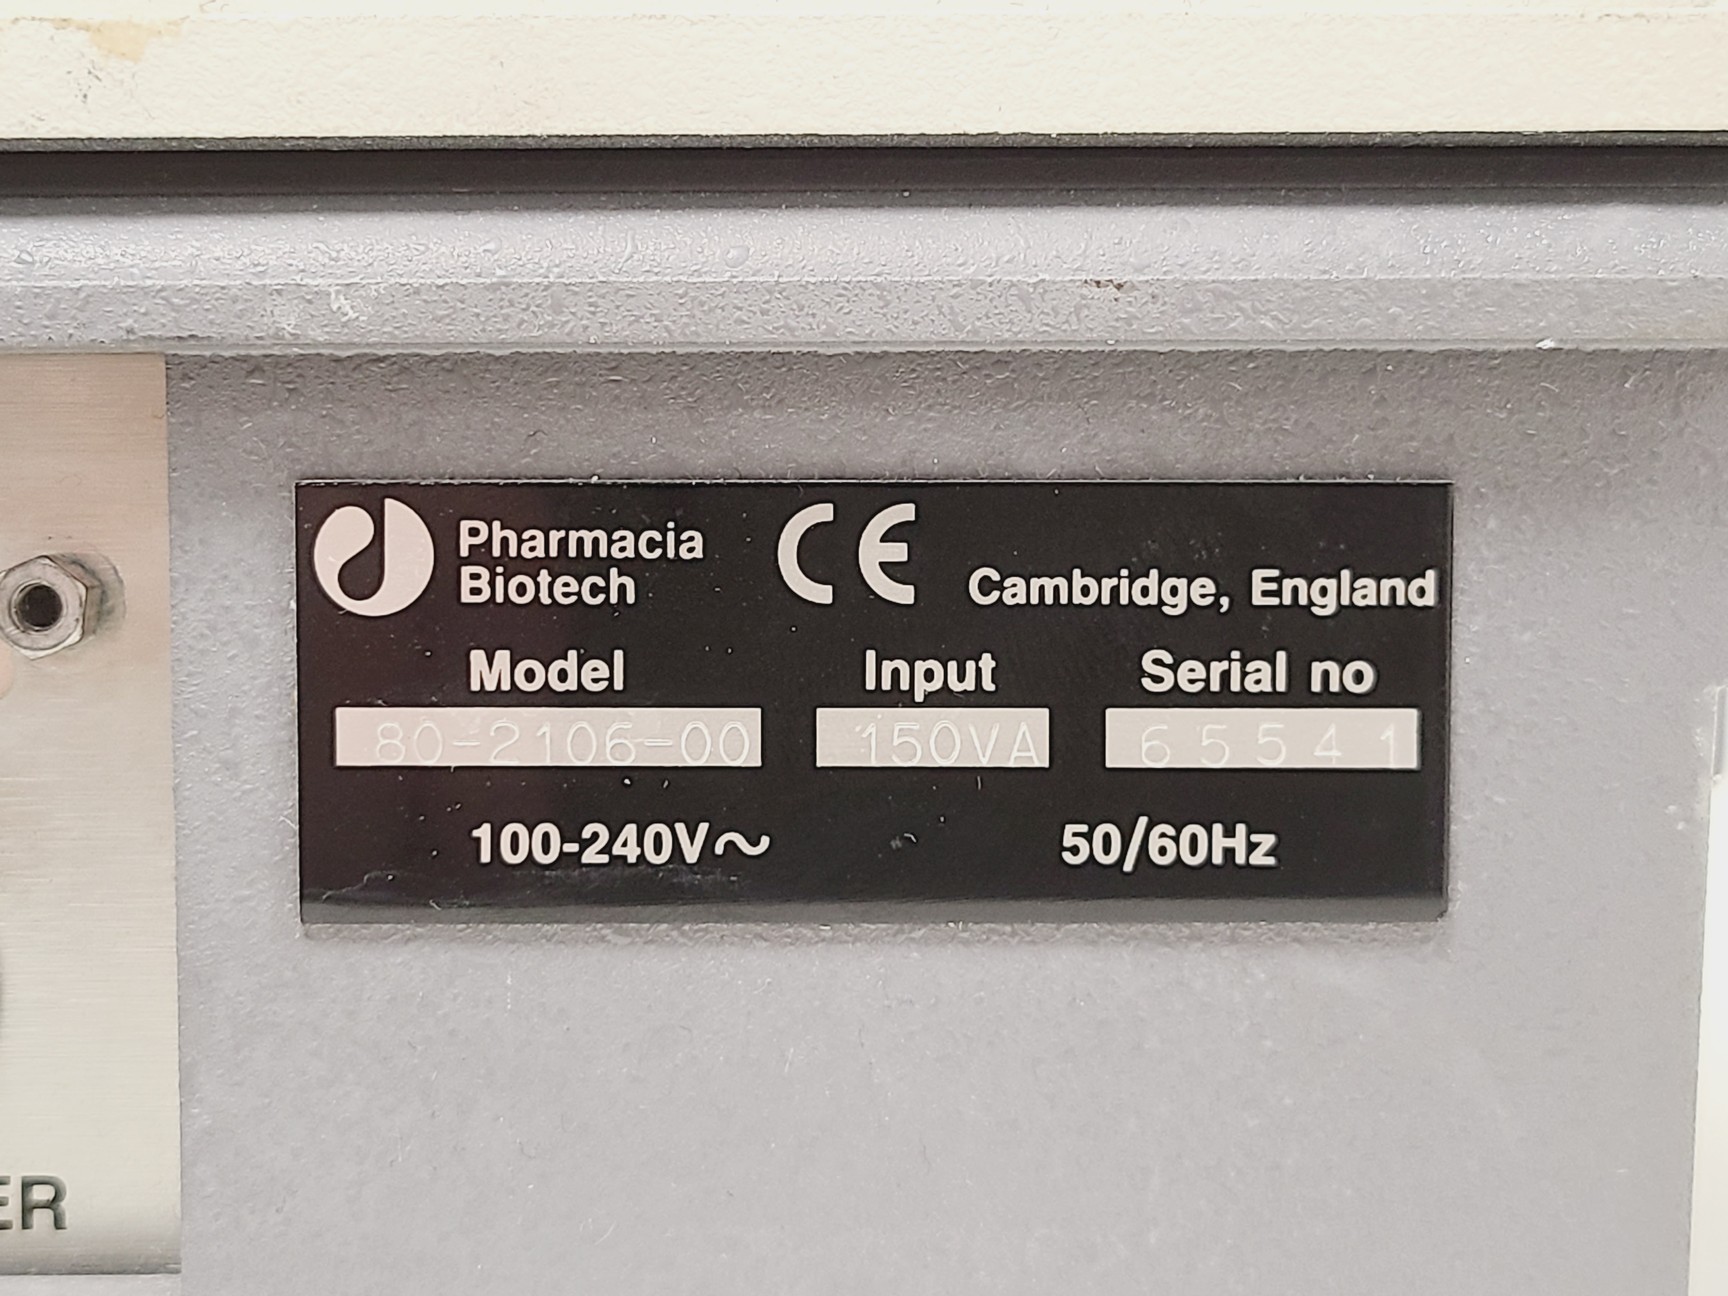 Pharmacia
Biotech
CE
Cambridge, England
Model Input Serial no
80-2106-00 150VA 65541
100-240V~ 50/60Hz
ER